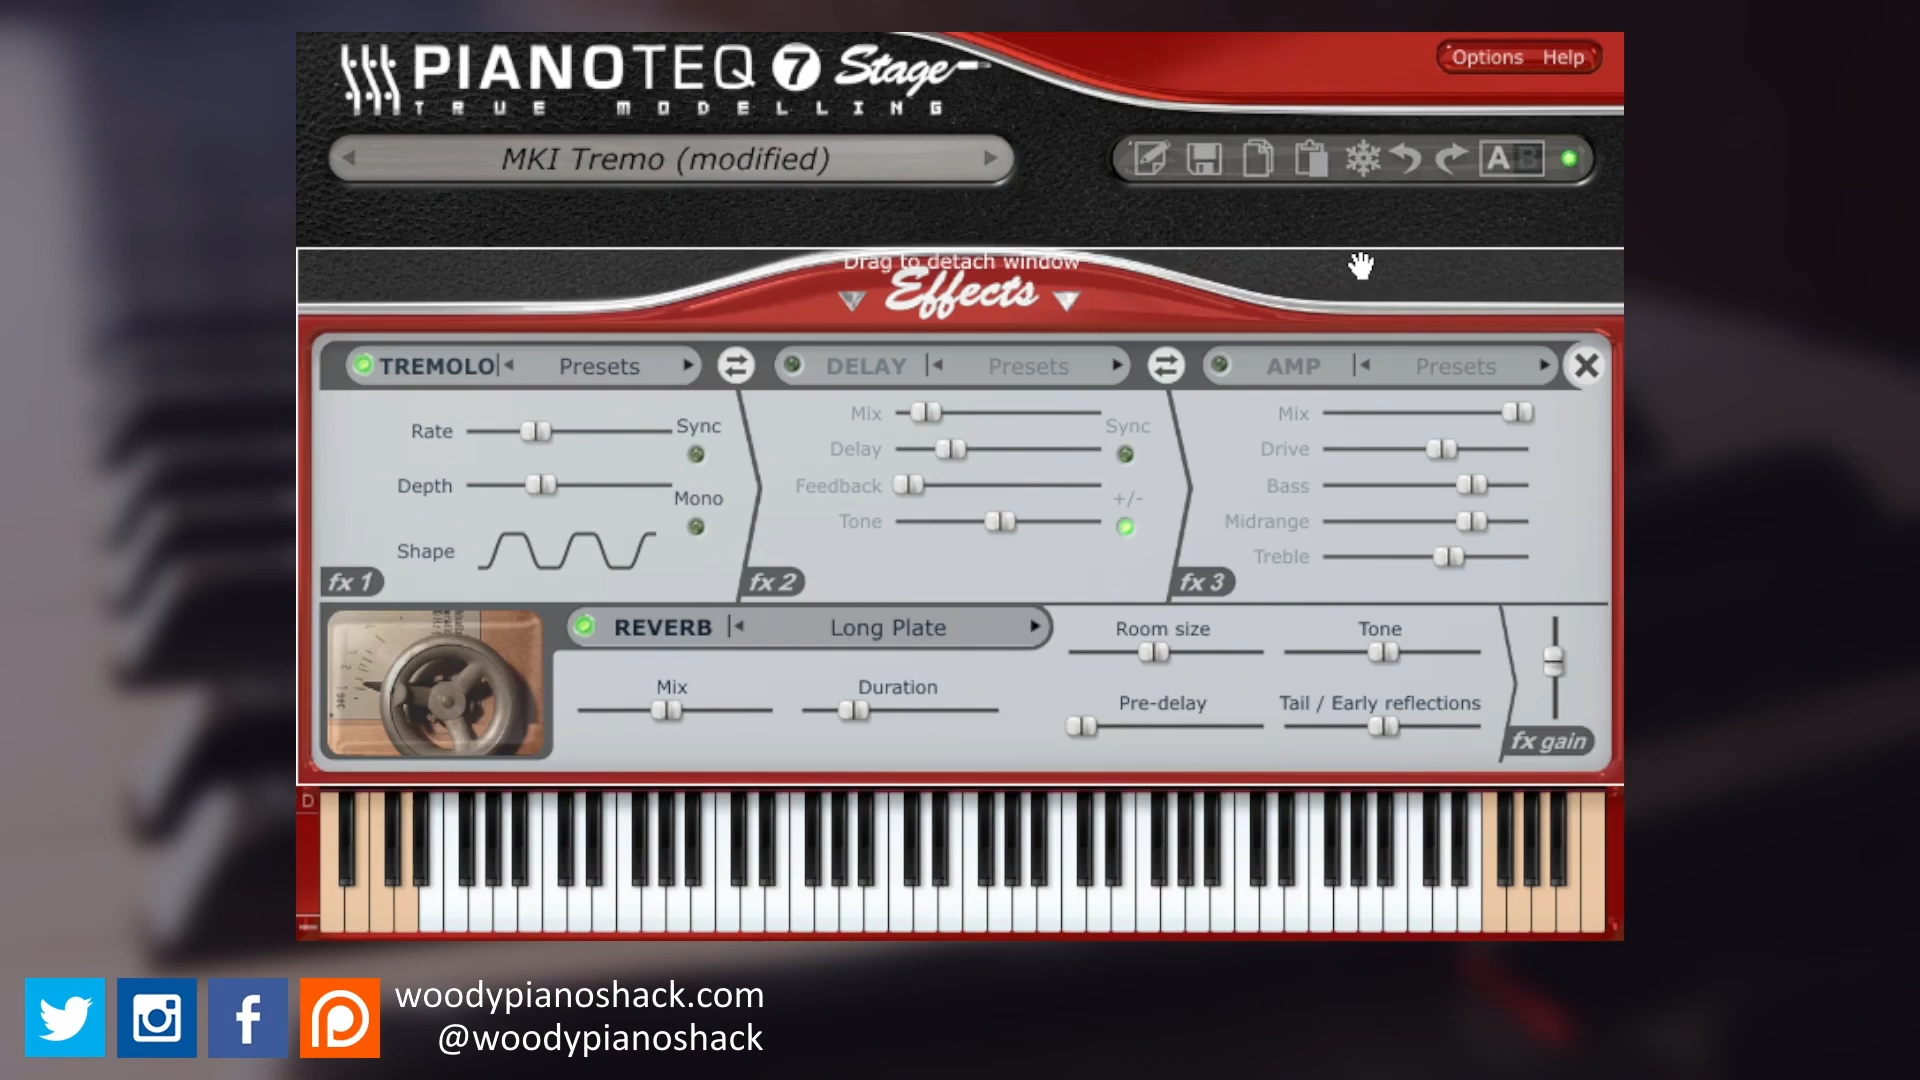 PIANOTEQ 7 Stage
TRUE MODELLING
Options Help
MKI Tremo (modified)
A B
Drag to detach window
Effects
TREMOLO Presets
DELAY Presets
AMP Presets
Rate
Sync
Depth
Mono
Shape
fx 1
Mix
Sync
Delay
Feedback
+/-
Tone
fx 2
Mix
Drive
Bass
Midrange
Treble
fx 3
REVERB Long Plate
Mix
Duration
Room size
Tone
Pre-delay
Tail / Early reflections
fx gain
D
woodypianoshack.com
@woodypianoshack